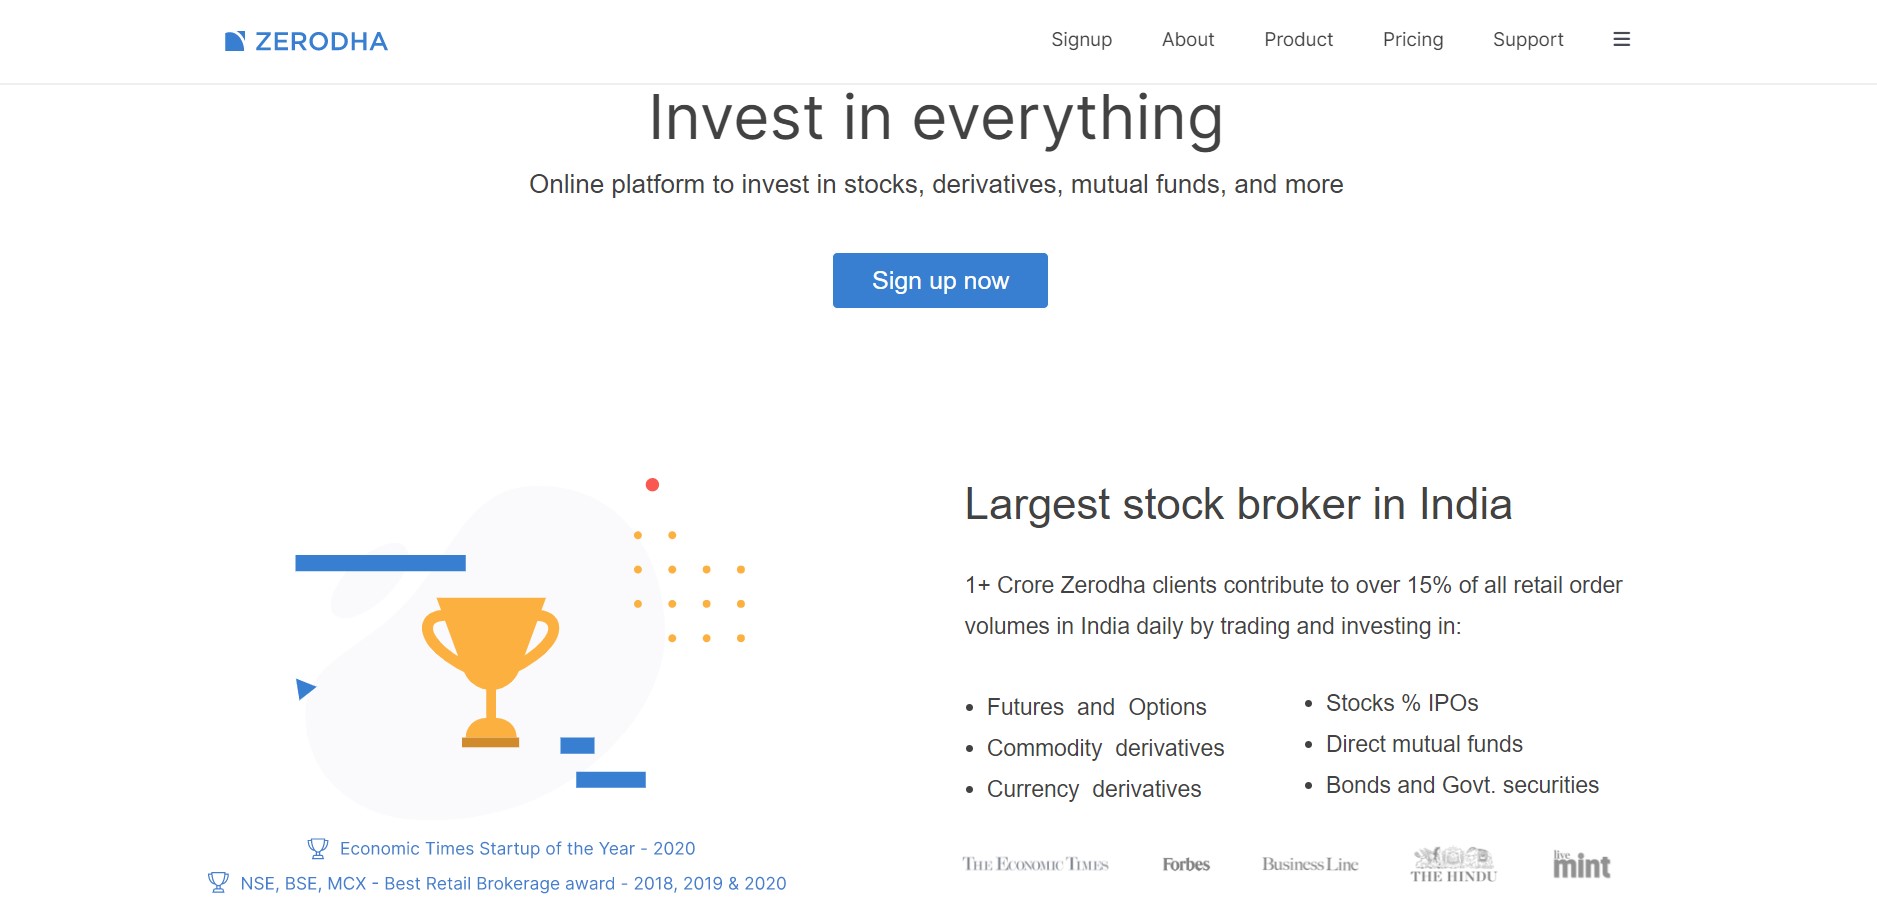 ZERODHA
Signup About Product Pricing Support
Invest in everything
Online platform to invest in stocks, derivatives, mutual funds, and more
Sign up now
Largest stock broker in India
1+ Crore Zerodha clients contribute to over 15% of all retail order
volumes in India daily by trading and investing in:
Futures and Options
Commodity derivatives
Currency derivatives
Stocks % IPOs
Direct mutual funds
Bonds and Govt. securities
Economic Times Startup of the Year - 2020
NSE, BSE, MCX - Best Retail Brokerage award - 2018, 2019 & 2020
THE ECONOMIC TIMES Forbes Business Line THE HINDU live mint